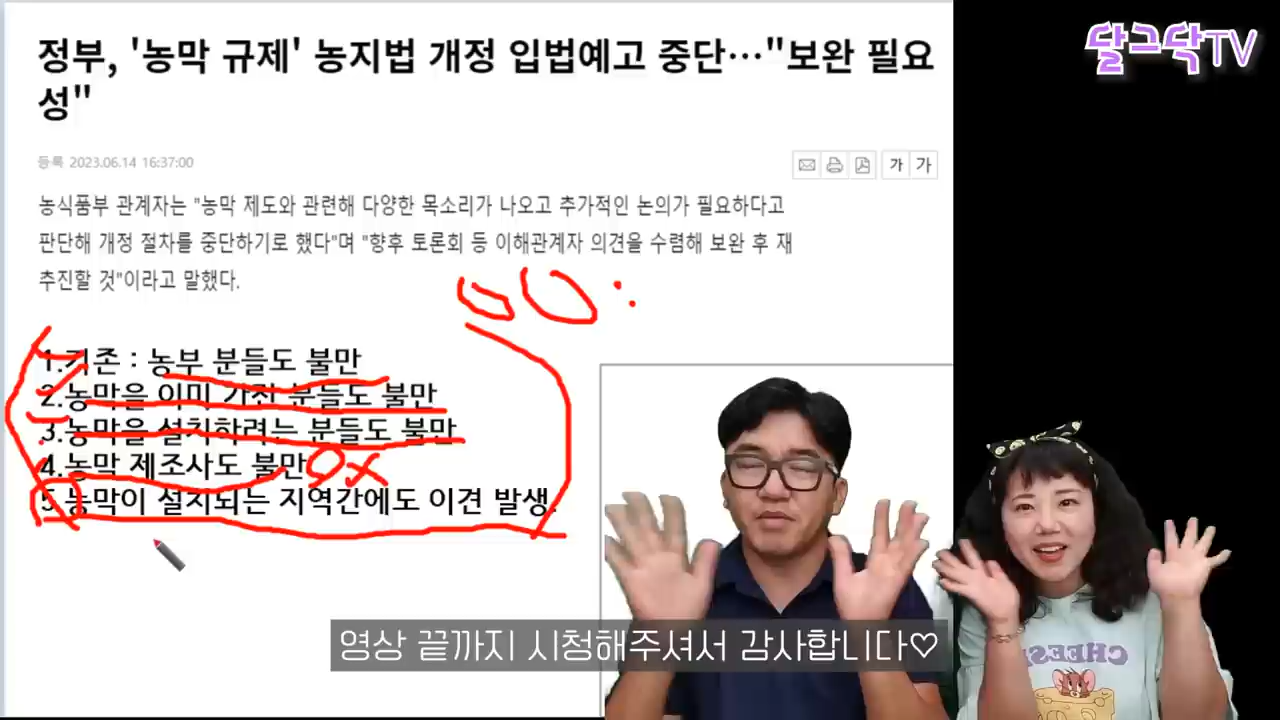 정부, '농막 규제' 농지법 개정 입법예고 중단…"보완 필요
성"
달그닥TV
등록 2023.06.14 16:37:00
가 가
농식품부 관계자는 "농막 제도와 관련해 다양한 목소리가 나오고 추가적인 논의가 필요하다고
판단해 개정 절차를 중단하기로 했다"며 "향후 토론회 등 이해관계자 의견을 수렴해 보완 후 재
추진할 것"이라고 말했다.
1.기존 : 농부 분들도 불만
2.농막을 이미 가진 분들도 불만
3.농막을 설치하려는 분들도 불만
4.농막 제조사도 불만
5.농막이 설치되는 지역간에도 이견 발생.
영상 끝까지 시청해주셔서 감사합니다♡
CHEESE